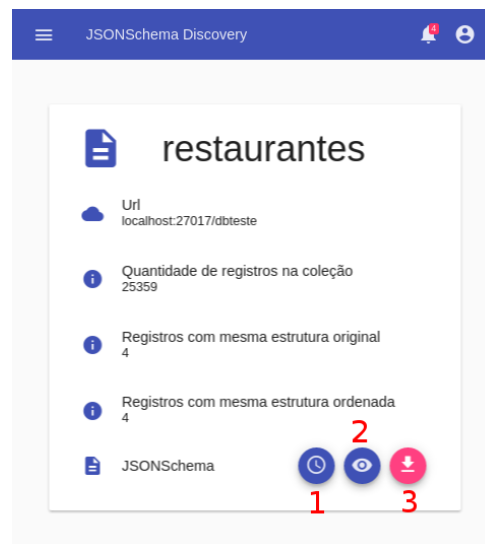 JSONSchema Discovery
4
restaurantes
Url
localhost:27017/dbteste
Quantidade de registros na coleção
25359
Registros com mesma estrutura original
4
Registros com mesma estrutura ordenada
4
2
JSONSchema
1
3